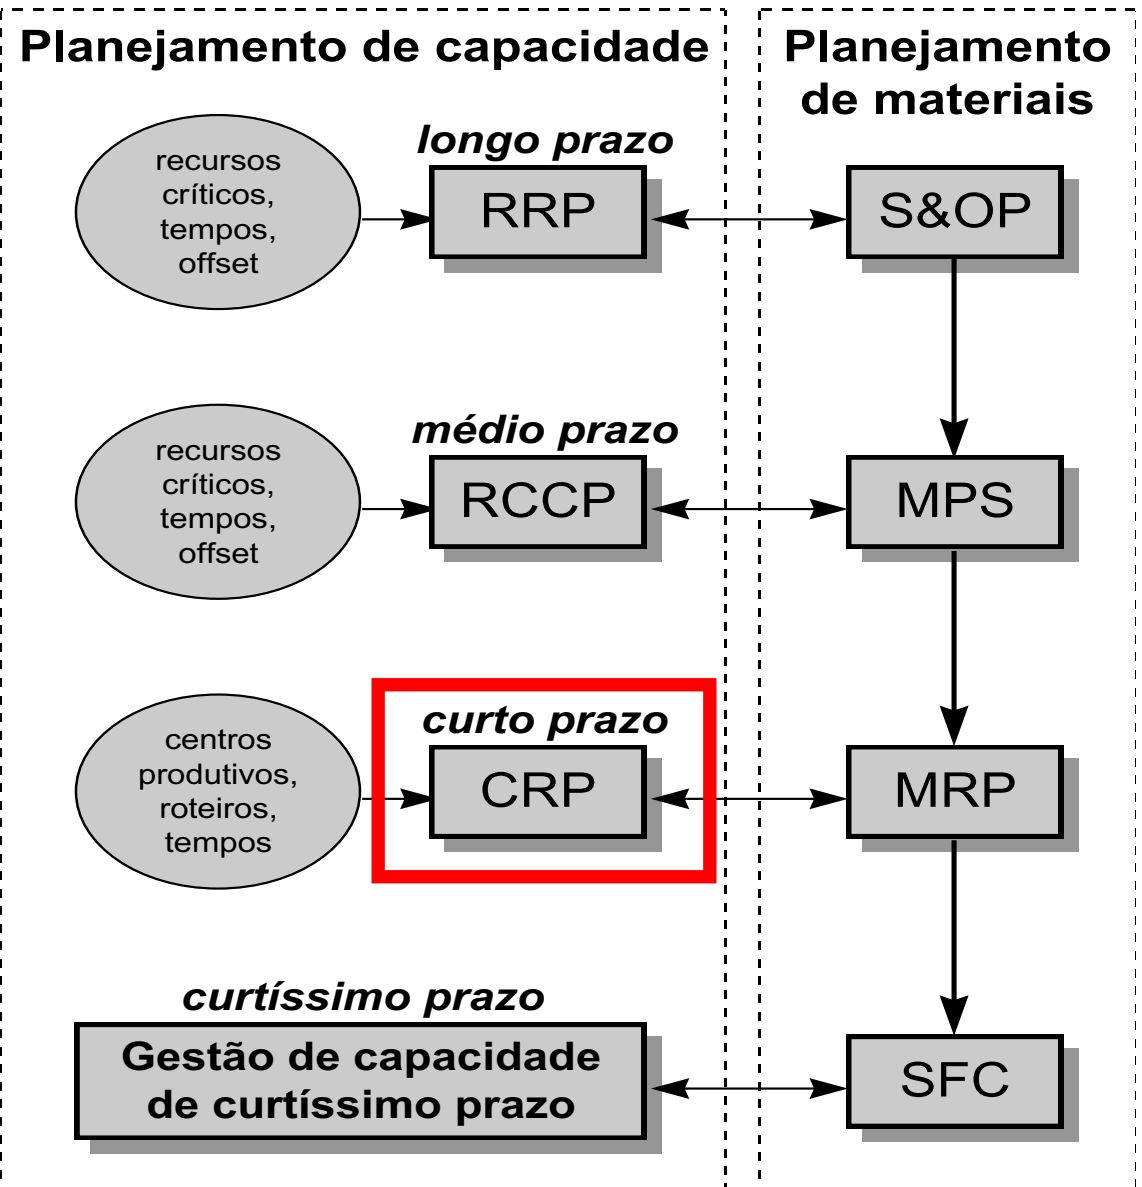 Planejamento de capacidade
Planejamento
de materiais
recursos
críticos,
tempos,
offset
longo prazo
RRP
S&OP
recursos
críticos,
tempos,
offset
médio prazo
RCCP
MPS
centros
produtivos,
roteiros,
tempos
curto prazo
CRP
MRP
curtíssimo prazo
Gestão de capacidade
de curtíssimo prazo
SFC